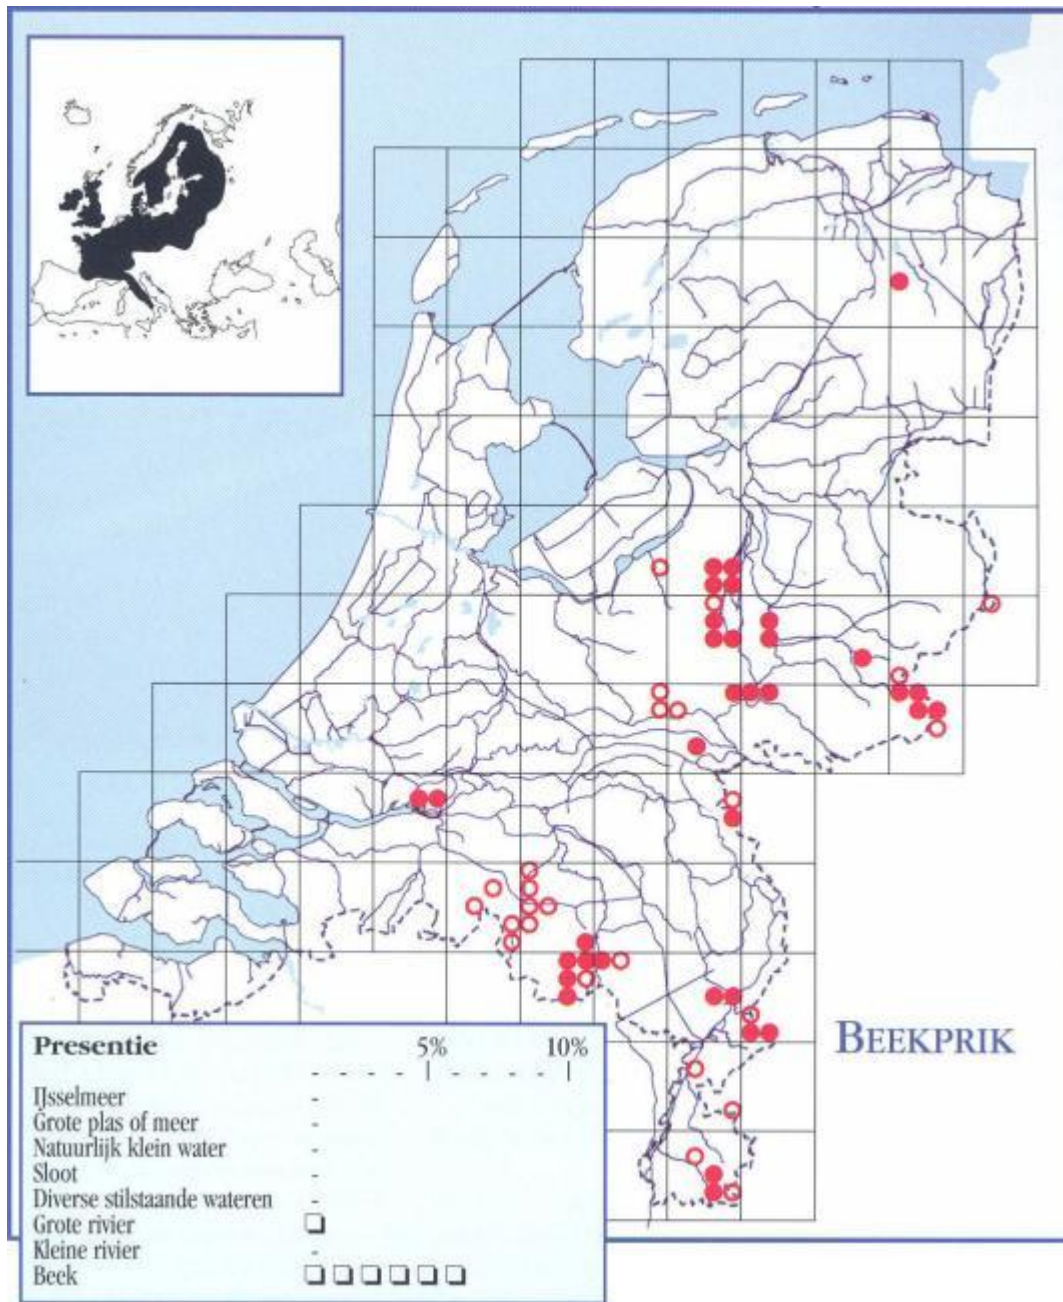 BEEKPRIK
Presentie 5% 10%
IJsselmeer -
Grote plas of meer -
Natuurlijk klein water -
Sloot -
Diverse stilstaande wateren -
Grote rivier
Kleine rivier -
Beek